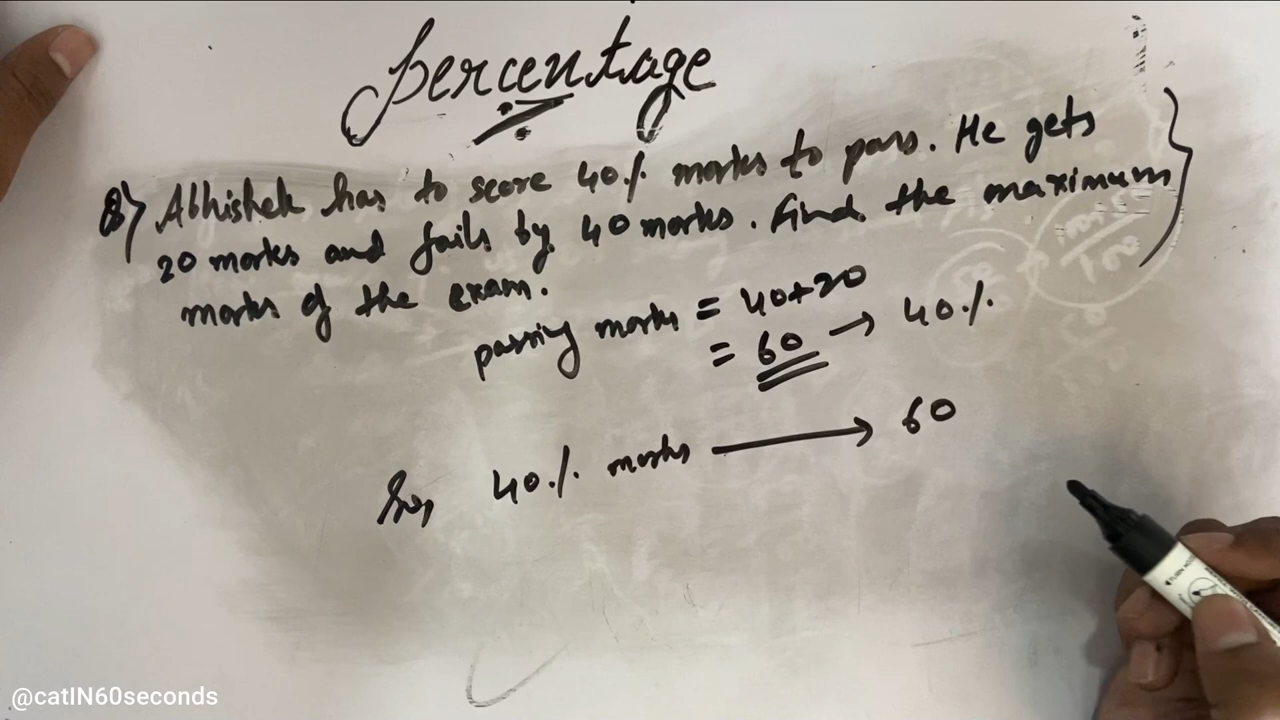 Percentage
Q) Abhishek has to score 40% marks to pass. He gets
20 marks and fails by 40 marks. Find the maximum
marks of the exam.
passing marks = 40+20
= 60 → 40%
So, 40% marks → 60
@catIN60seconds